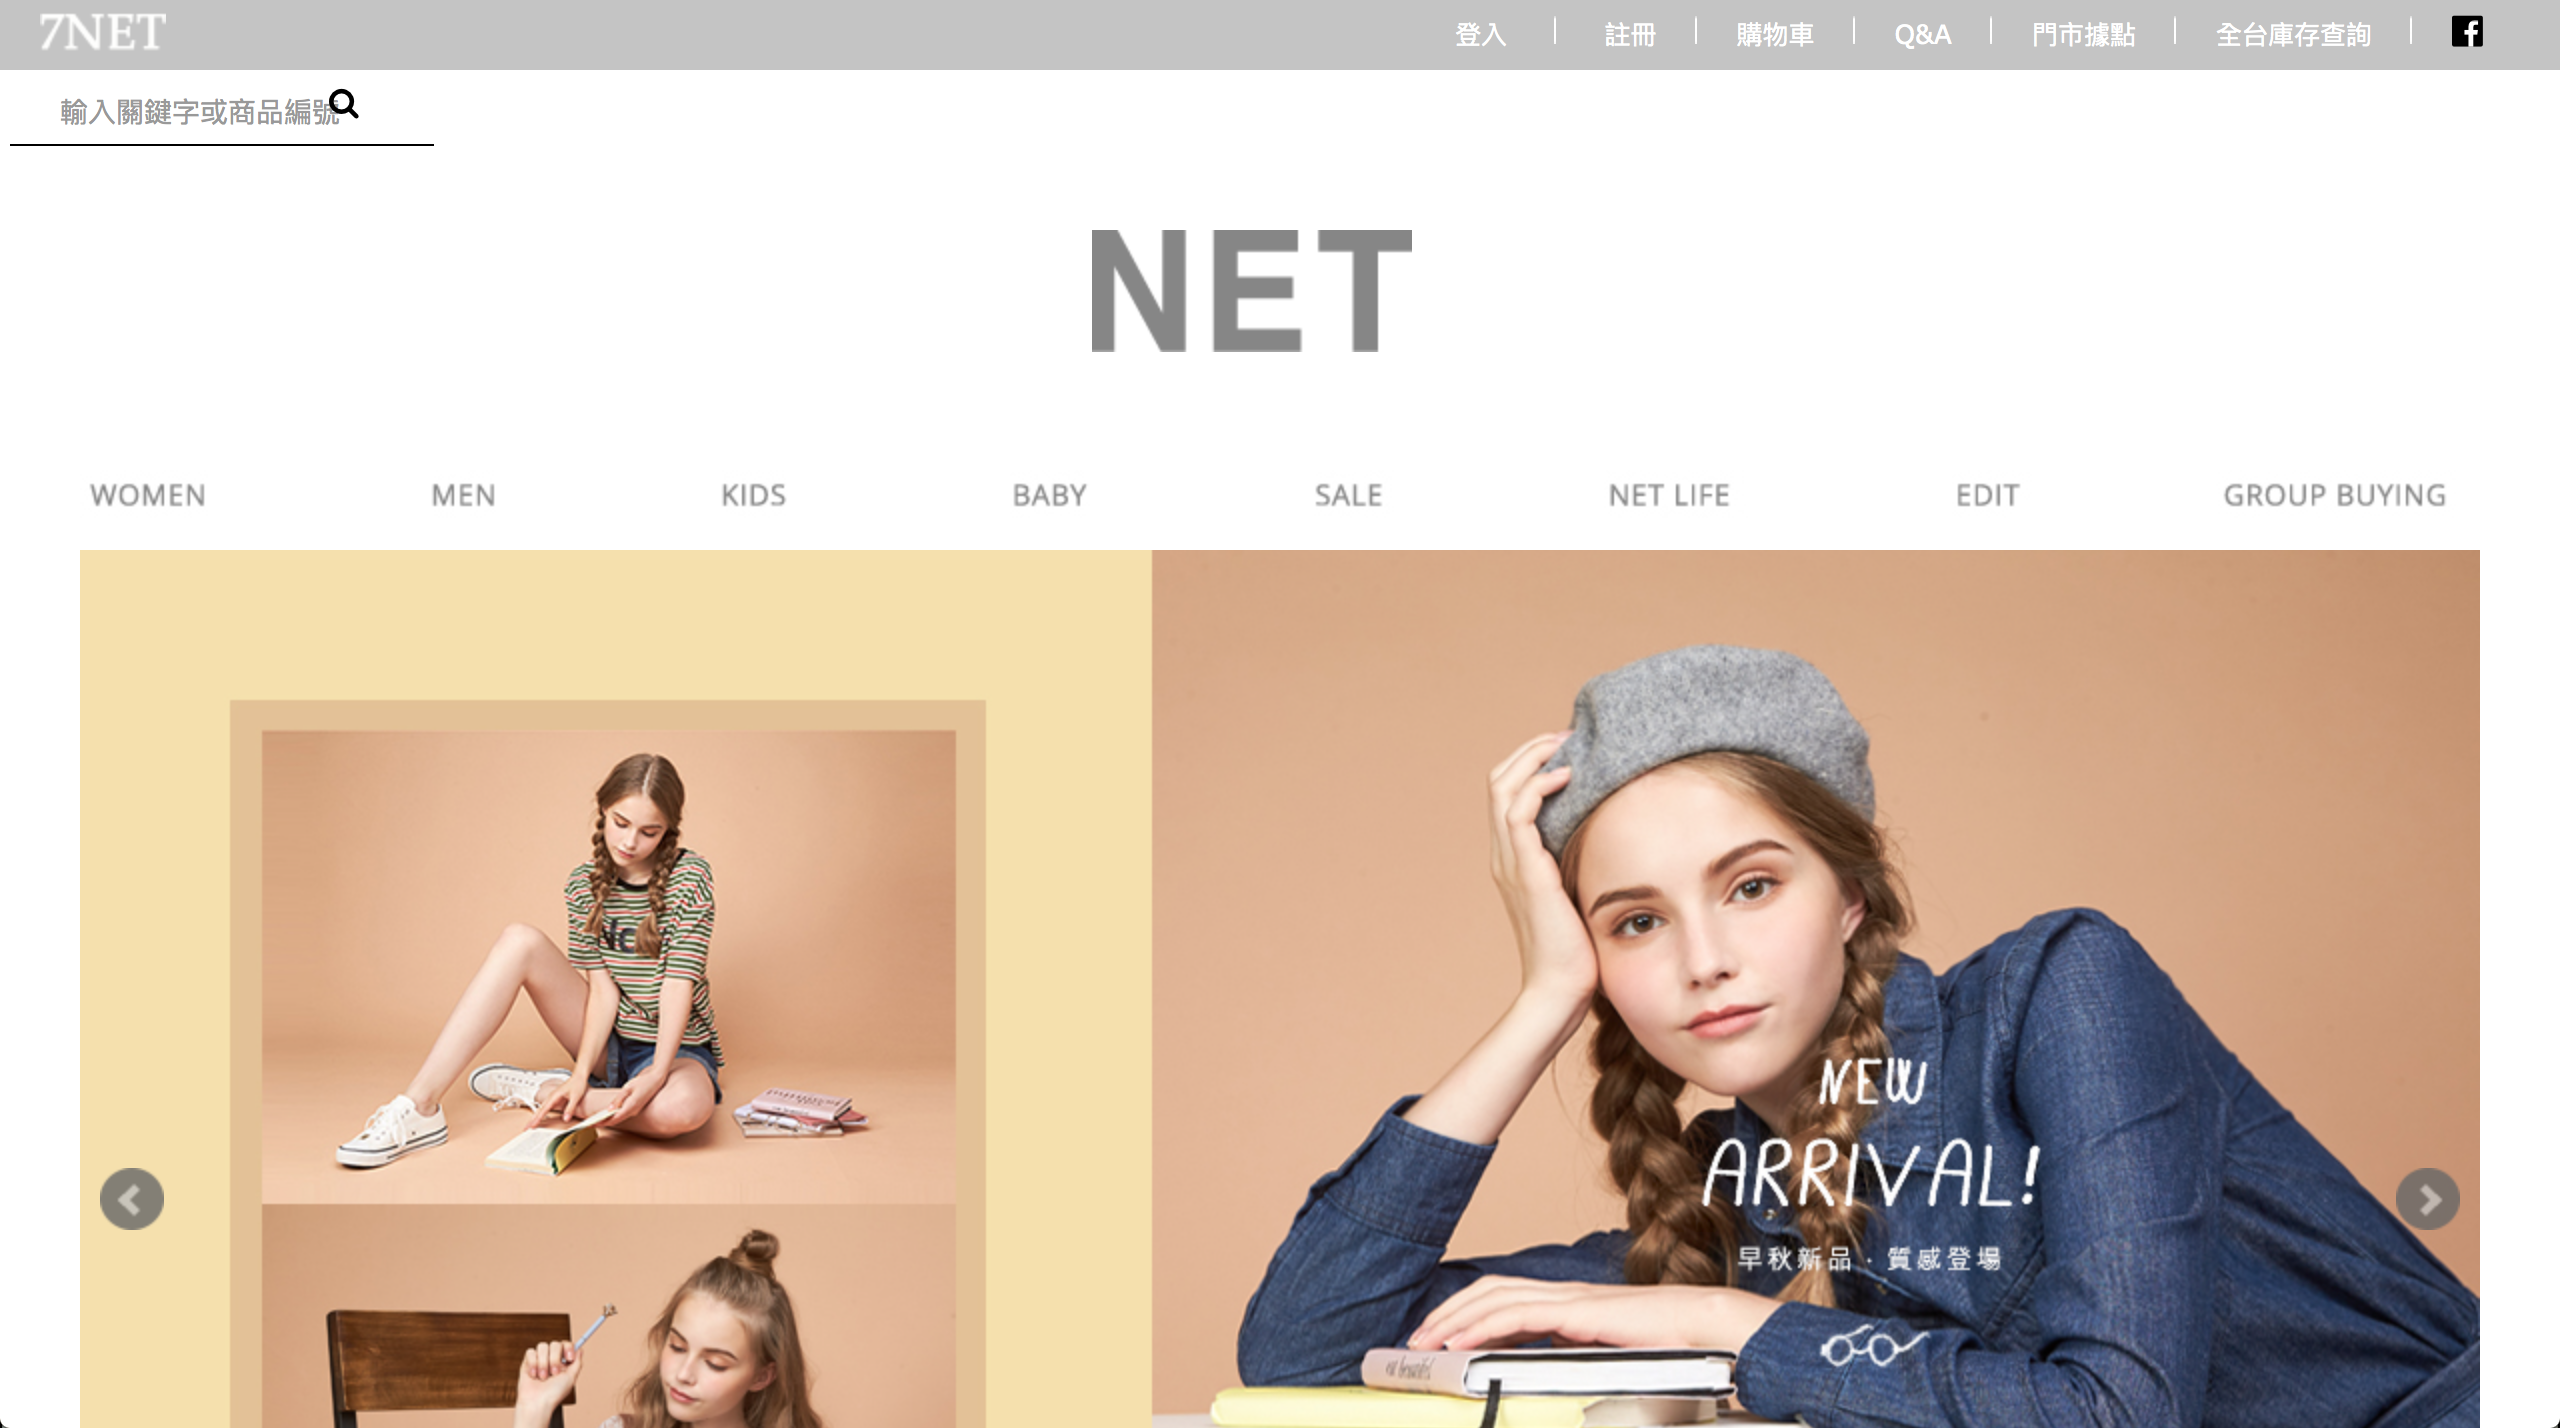 7NET
登入
註冊
購物車
Q&A
門市據點
全台庫存查詢
輸入關鍵字或商品編號
NET
WOMEN
MEN
KIDS
BABY
SALE
NET LIFE
EDIT
GROUP BUYING
NEW
ARRIVAL!
早秋新品 · 質感登場